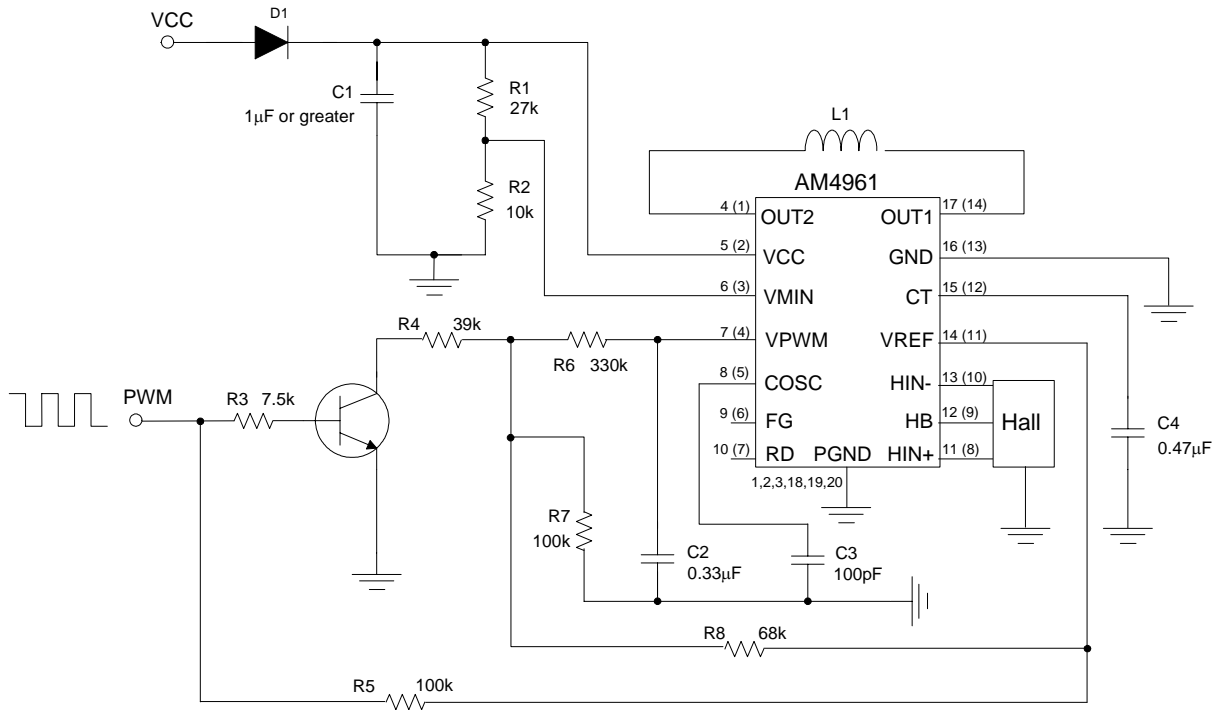 D1
VCC
C1
1μF or greater
R1
27k
R2
10k
L1
AM4961
4 (1)
OUT2
OUT1
17 (14)
5 (2)
VCC
GND
16 (13)
6 (3)
VMIN
CT
15 (12)
7 (4)
VPWM
VREF
14 (11)
8 (5)
COSC
HIN-
13 (10)
9 (6)
FG
HB
12 (9)
10 (7)
RD
PGND
HIN+
11 (8)
1,2,3,18,19,20
Hall
C4
0.47μF
R4
39k
R6
330k
PWM
R3
7.5k
R7
100k
C2
0.33μF
C3
100pF
R8
68k
R5
100k